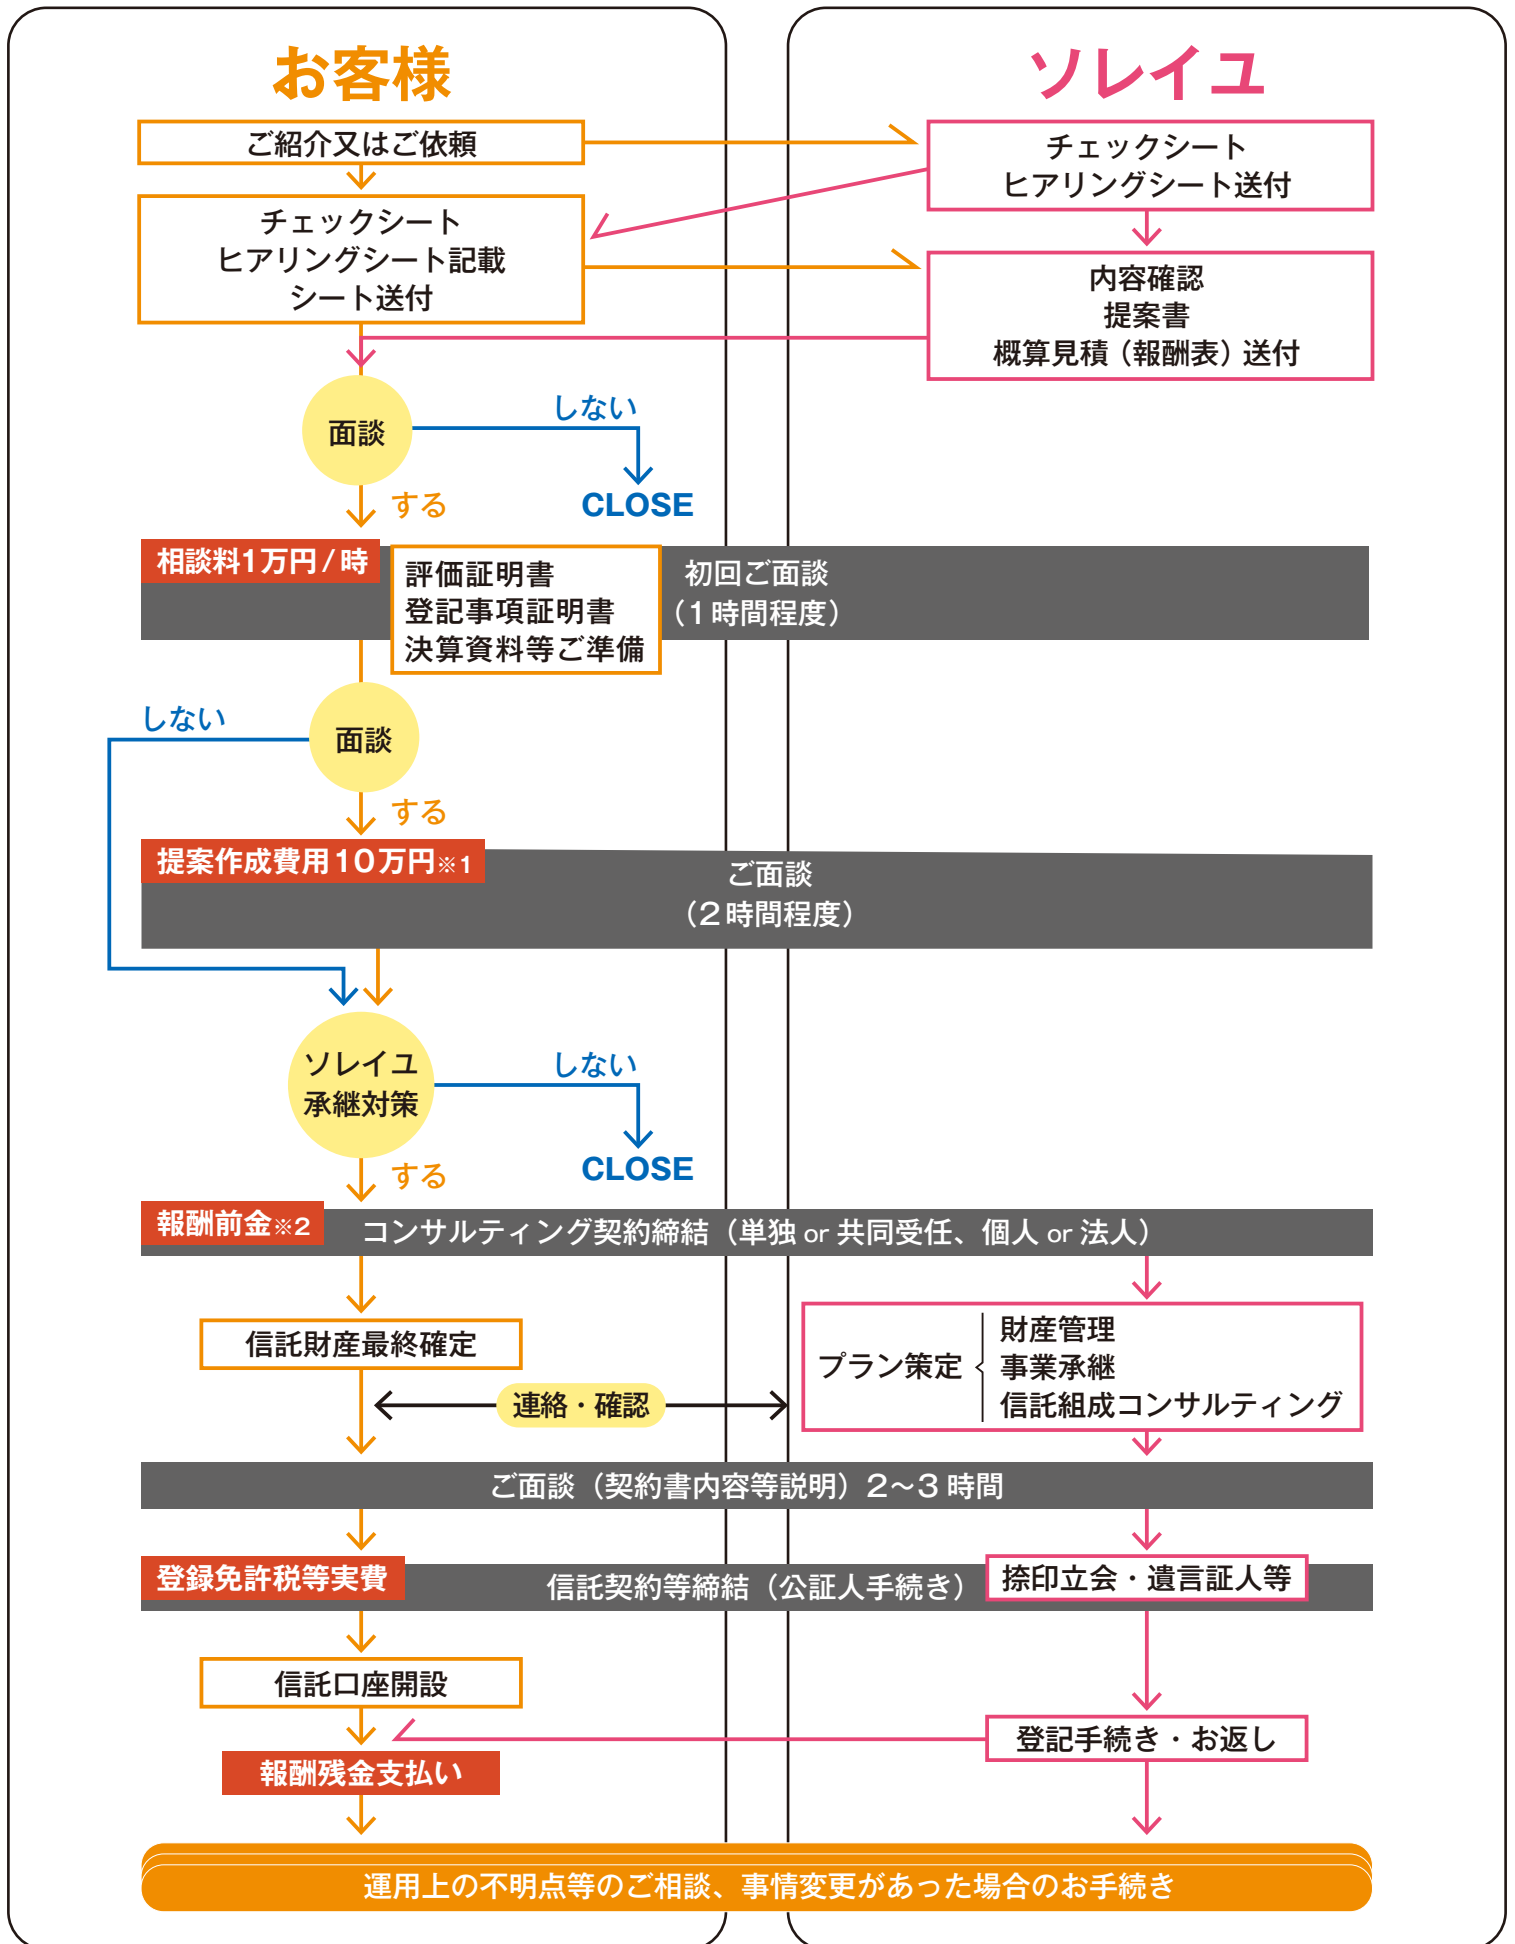 お客様
ソレイユ
ご紹介又はご依頼
チェックシート
ヒアリングシート送付
チェックシート
ヒアリングシート記載
シート送付
内容確認
提案書
概算見積（報酬表）送付
面談
しない
CLOSE
する
相談料1万円/時
評価証明書
登記事項証明書
決算資料等ご準備
初回ご面談
（1時間程度）
しない
面談
する
提案作成費用10万円※1
ご面談
（2時間程度）
ソレイユ
承継対策
しない
CLOSE
する
報酬前金※2
コンサルティング契約締結（単独 or 共同受任、個人 or 法人）
信託財産最終確定
プラン策定
財産管理
事業承継
信託組成コンサルティング
連絡・確認
ご面談（契約書内容等説明）2〜3時間
登録免許税等実費
信託契約等締結（公証人手続き）
捺印立会・遺言証人等
信託口座開設
登記手続き・お返し
報酬残金支払い
運用上の不明点等のご相談、事情変更があった場合のお手続き